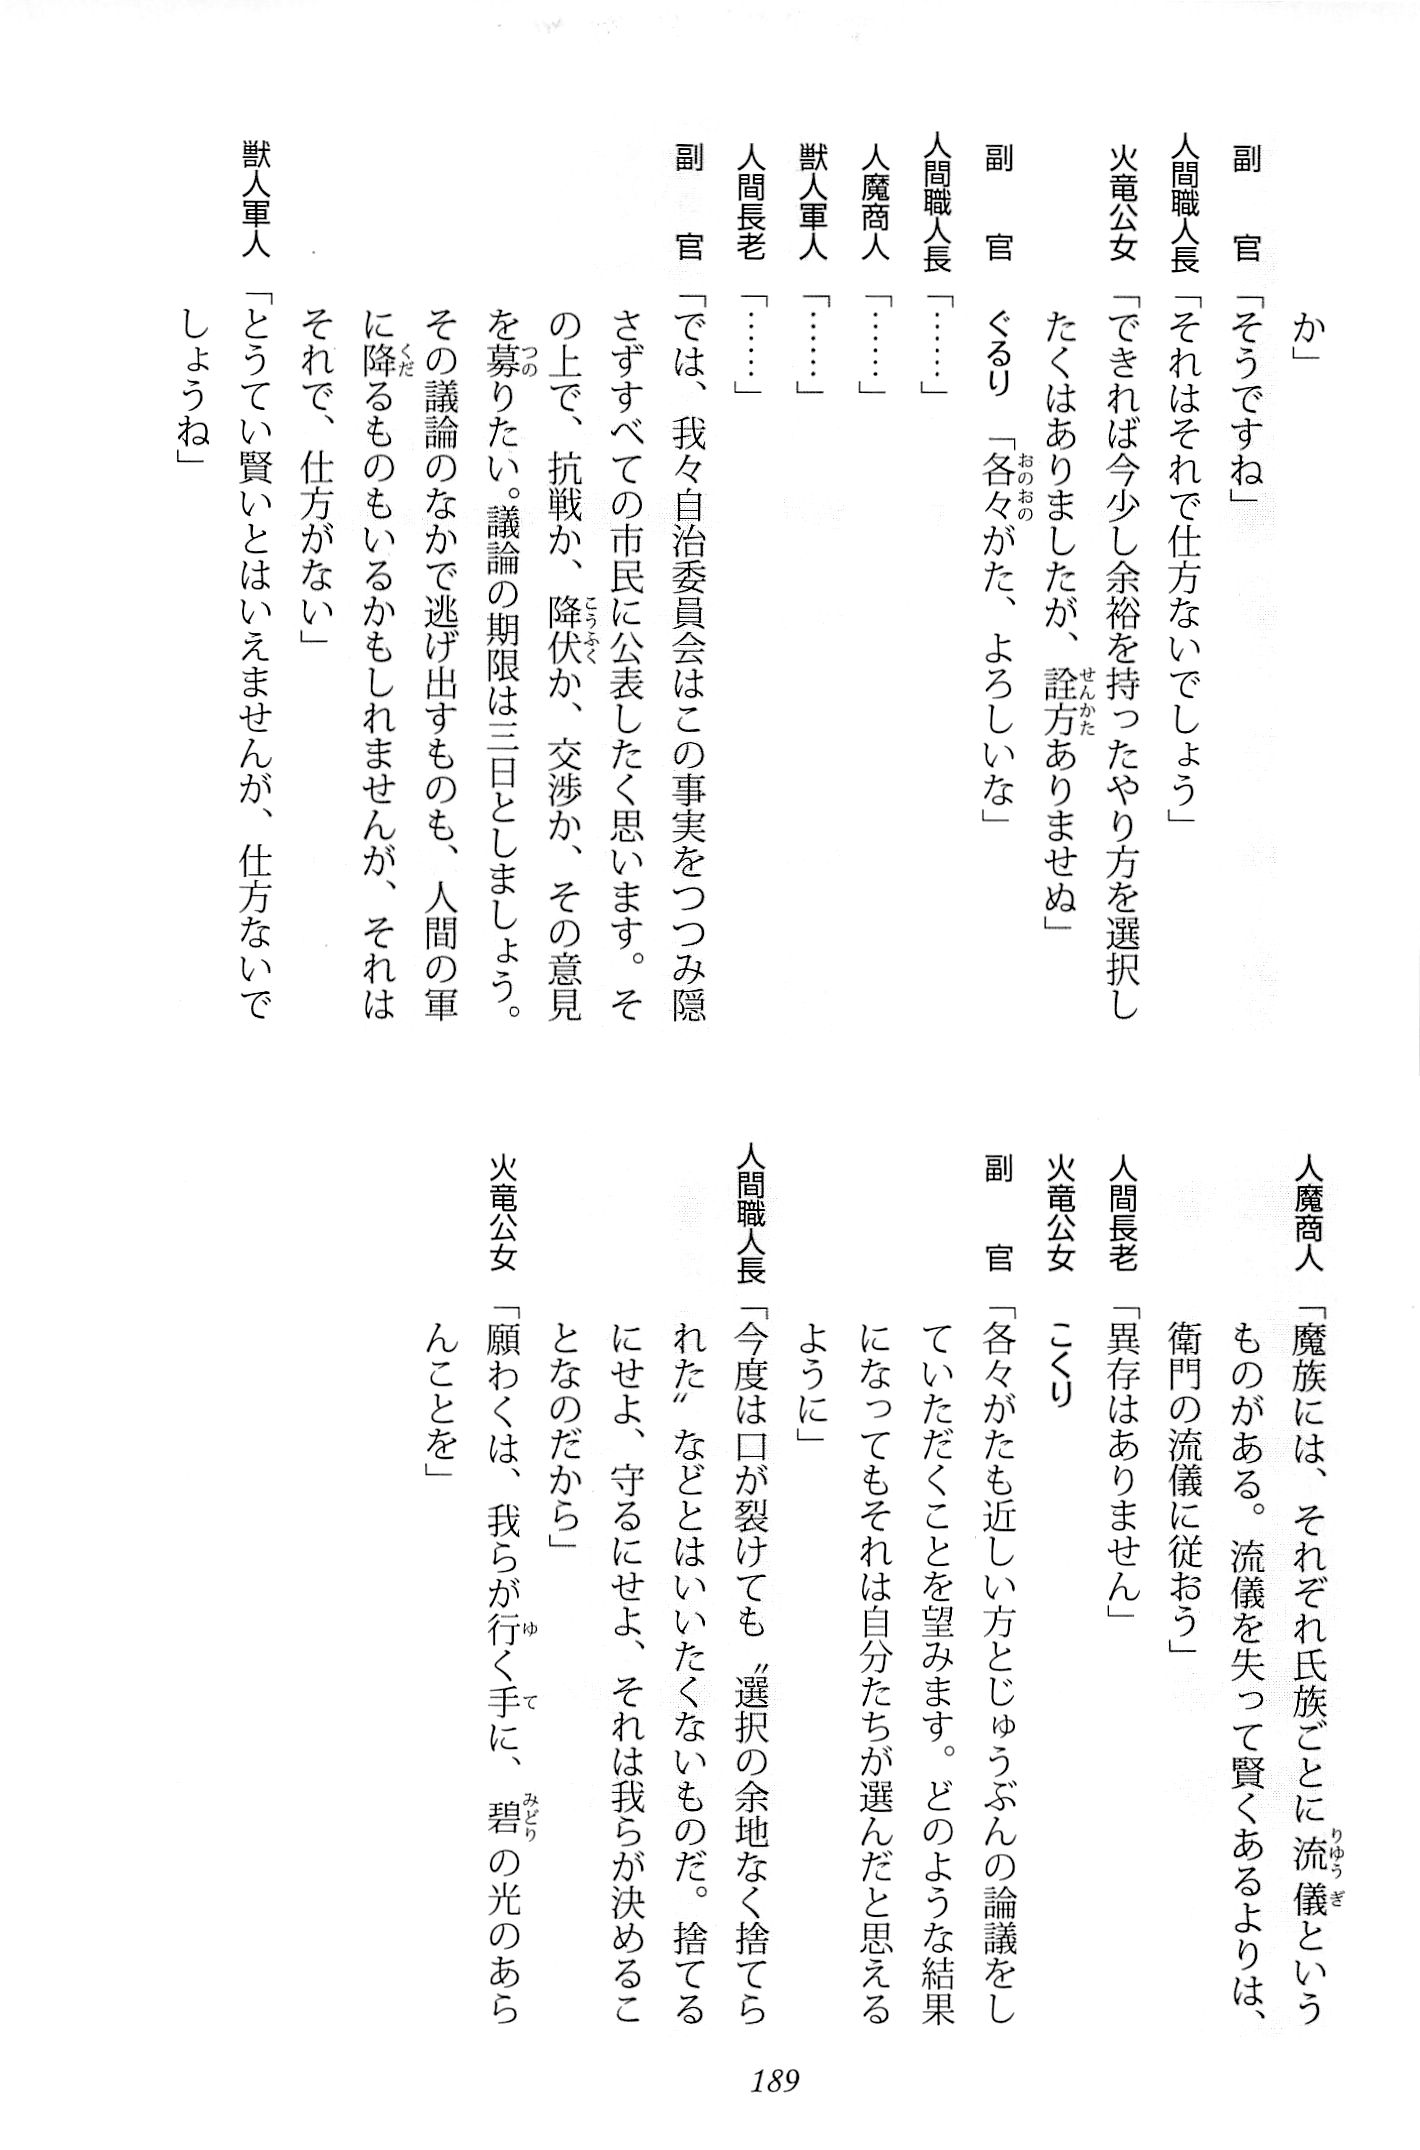 か」
副　官「そうですね」
人間職人長「それはそれで仕方ないでしょう」
火竜公女「できれば今少し余裕を持ったやり方を選択し
たくはありましたが、詮方ありませぬ」
副　官　ぐるり　「各々がた、よろしいな」
人間職人長「……」
人魔商人「……」
獣人軍人「……」
人間長老「……」
副　官「では、我々自治委員会はこの事実をつつみ隠
さずすべての市民に公表したく思います。そ
の上で、抗戦か、降伏か、交渉か、その意見
を募りたい。議論の期限は三日としましょう。
その議論のなかで逃げ出すものも、人間の軍
に降るものもいるかもしれませんが、それは
それで、仕方がない」
獣人軍人「とうてい賢いとはいえませんが、仕方ないで
しょうね」
人魔商人「魔族には、それぞれ氏族ごとに流儀という
ものがある。流儀を失って賢くあるよりは、
衛門の流儀に従おう」
人間長老「異存はありません」
火竜公女　こくり
副　官「各々がたも近しい方とじゅうぶんの論議をし
ていただくことを望みます。どのような結果
になってもそれは自分たちが選んだと思える
ように」
人間職人長「今度は口が裂けても〝選択の余地なく捨てら
れた〟などとはいいたくないものだ。捨てる
にせよ、守るにせよ、それは我らが決めるこ
となのだから」
火竜公女「願わくは、我らが行く手に、碧の光のあら
んことを」
189